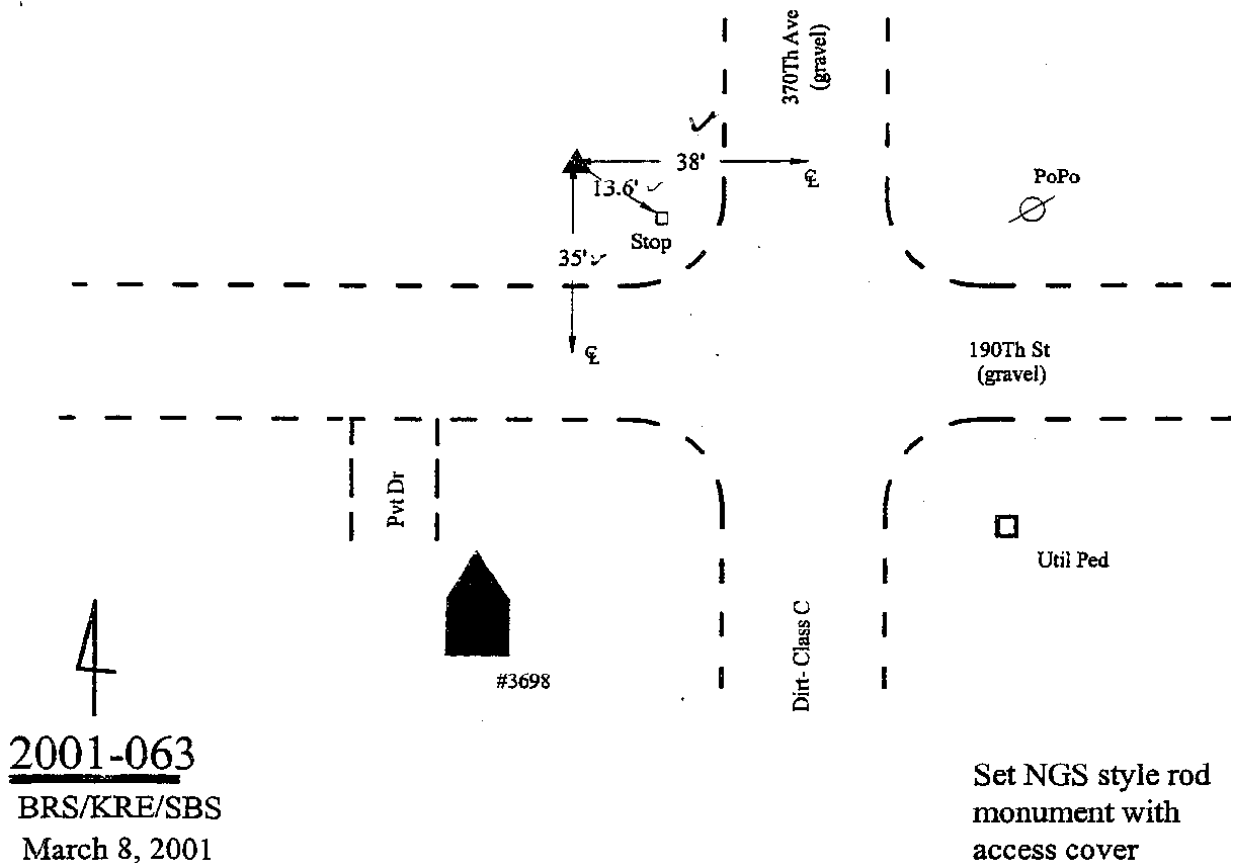 370Th Ave
(gravel)
38'
℄
13.6'
PoPo
Stop
35'
℄
190Th St
(gravel)
Pvt Dr
Util Ped
#3698
Dirt- Class C
2001-063
BRS/KRE/SBS
March 8, 2001
Set NGS style rod
monument with
access cover